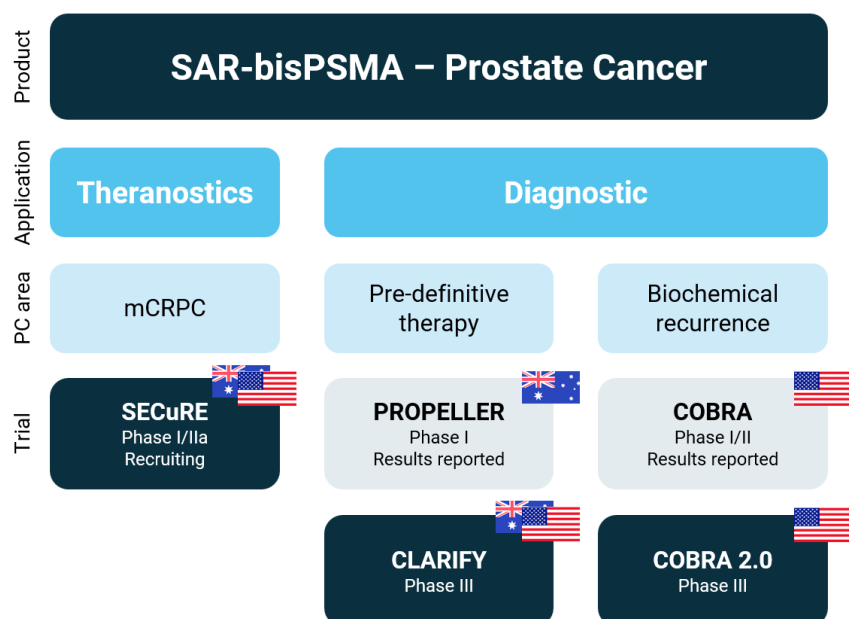 Product
SAR-bisPSMA – Prostate Cancer
Application
Theranostics
Diagnostic
PC area
mCRPC
Pre-definitive
therapy
Biochemical
recurrence
Trial
SECuRE
Phase I/IIa
Recruiting
PROPELLER
Phase I
Results reported
COBRA
Phase I/II
Results reported
CLARIFY
Phase III
COBRA 2.0
Phase III